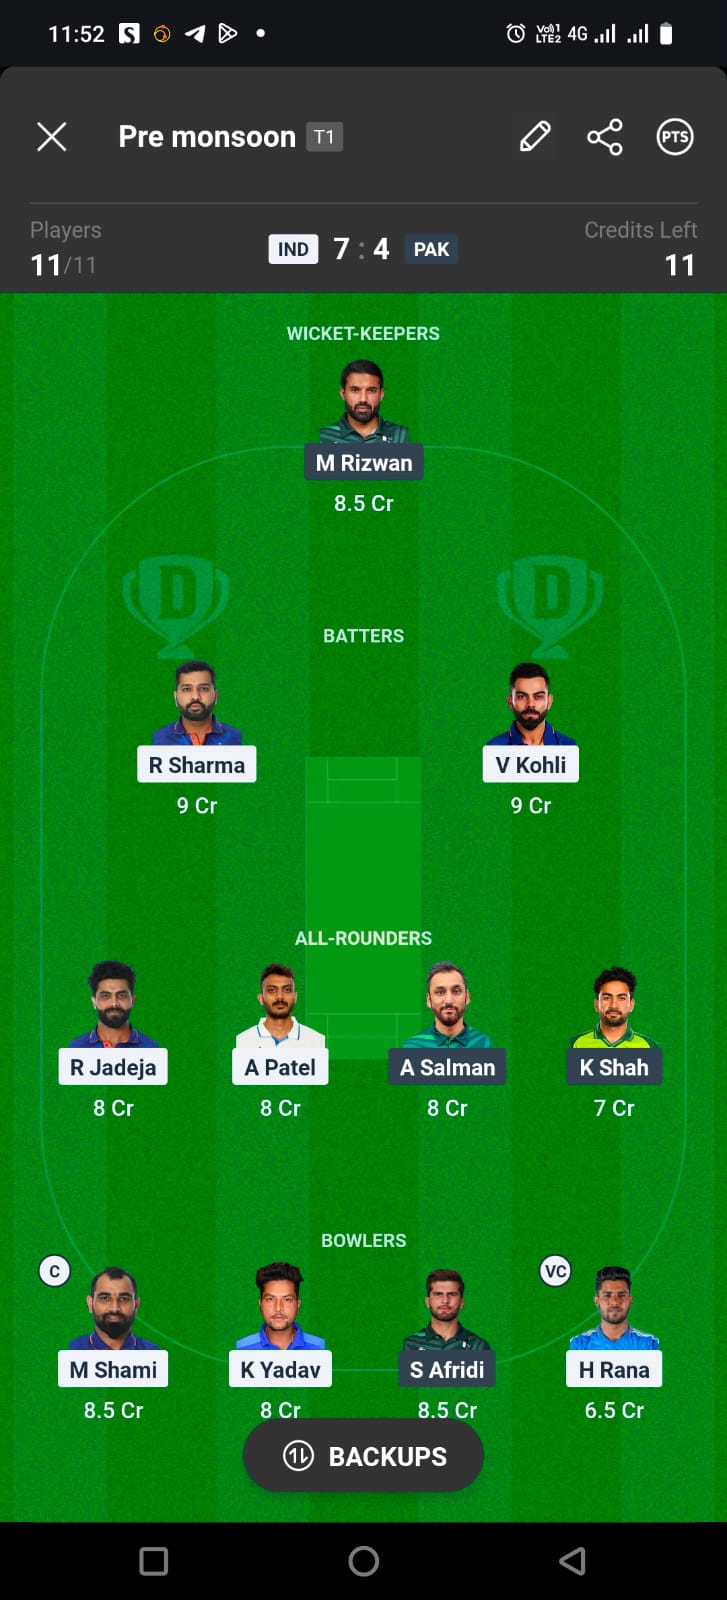 11:52
Vo) 1
LTE2
4G
Pre monsoon T1
PTS
Players
Credits Left
11/11
IND 7 : 4 PAK
11
WICKET-KEEPERS
M Rizwan
8.5 Cr
D D
BATTERS
R Sharma V Kohli
9 Cr 9 Cr
ALL-ROUNDERS
R Jadeja A Patel A Salman K Shah
8 Cr 8 Cr 8 Cr 7 Cr
BOWLERS
C VC
M Shami K Yadav S Afridi H Rana
8.5 Cr 8 Cr 8.5 Cr 6.5 Cr
BACKUPS